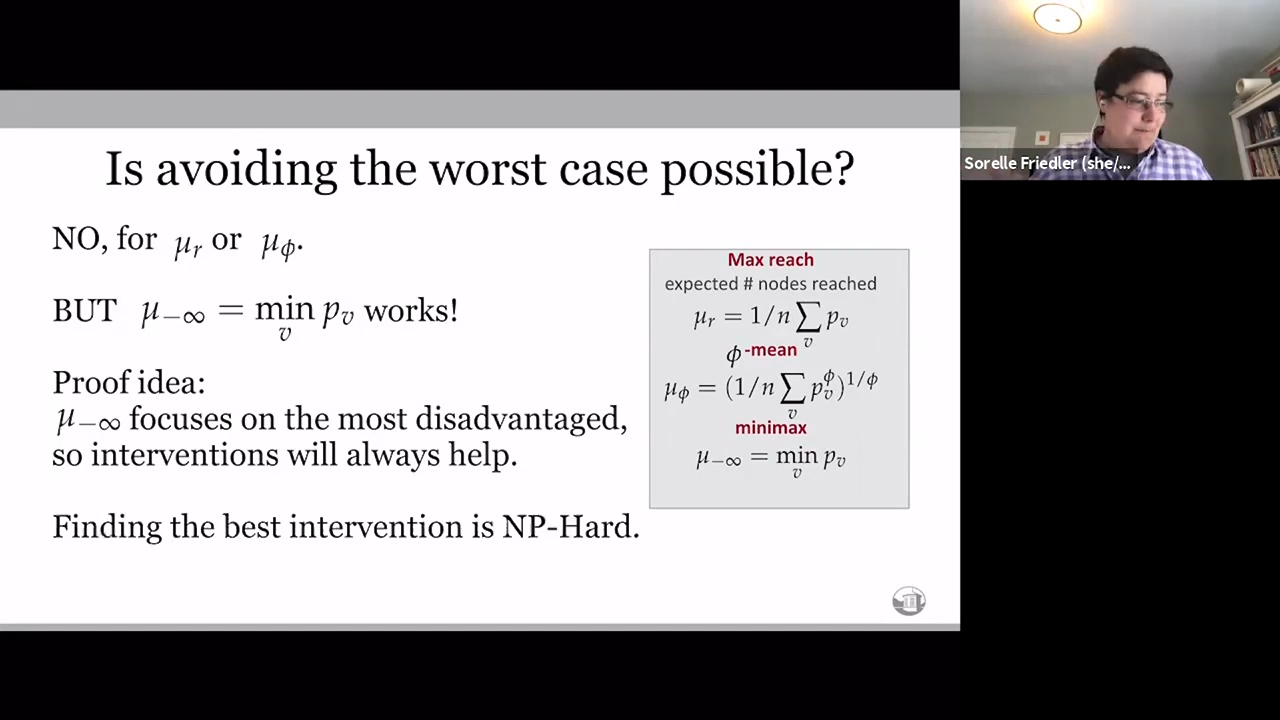 Is avoiding the worst case possible?
NO, for μ_r or μ_ϕ.
BUT μ_{−∞} = min_v p_v works!
Proof idea:
μ_{−∞} focuses on the most disadvantaged,
so interventions will always help.
Finding the best intervention is NP-Hard.
Max reach
expected # nodes reached
μ_r = 1/n ∑_v p_v
ϕ-mean
μ_ϕ = (1/n ∑_v p_v^ϕ)^{1/ϕ}
minimax
μ_{−∞} = min_v p_v
Sorelle Friedler (she/...